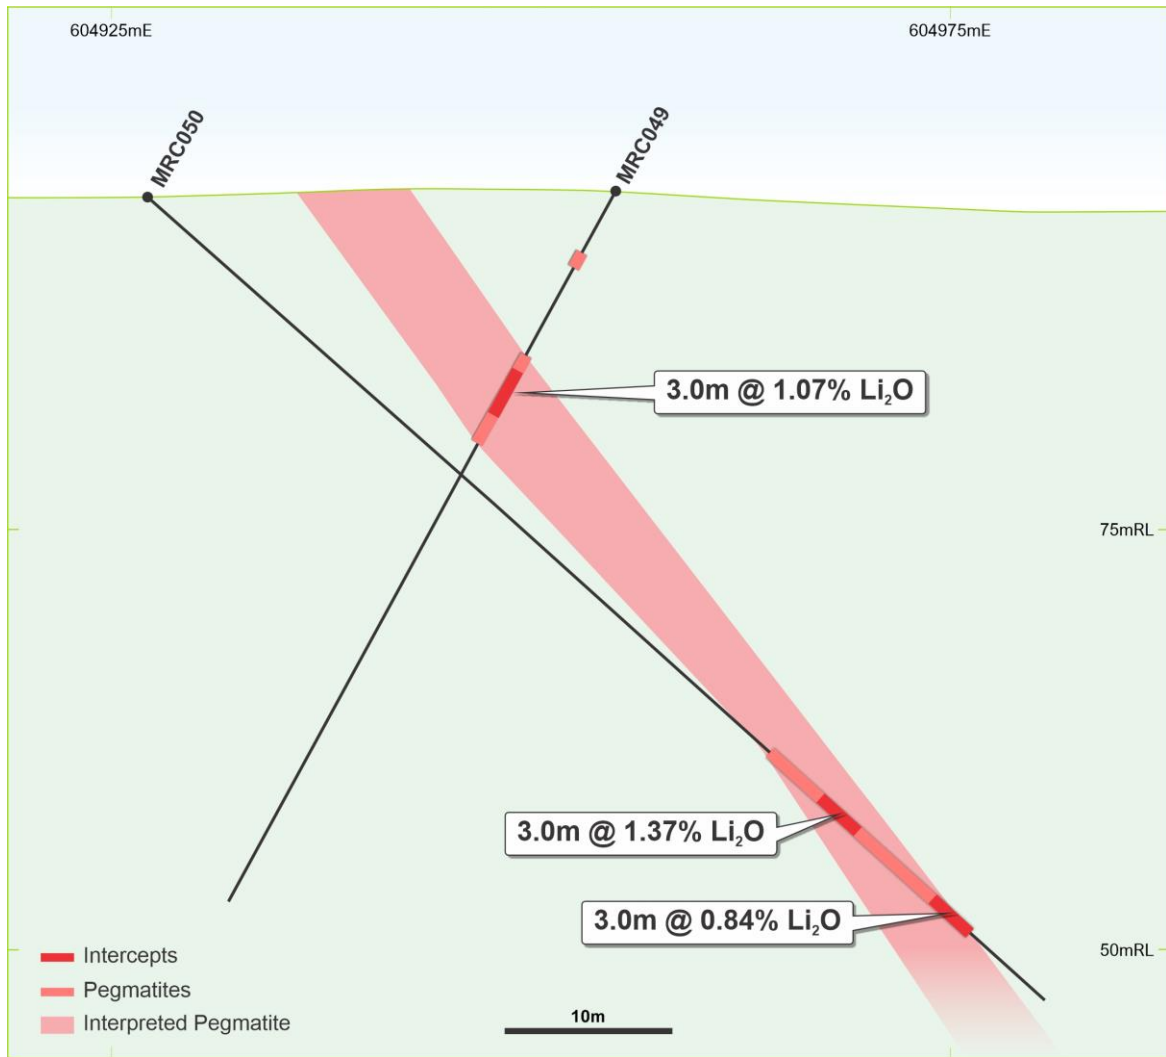 604925mE
604975mE
MRC050
MRC049
3.0m @ 1.07% Li₂O
75mRL
3.0m @ 1.37% Li₂O
3.0m @ 0.84% Li₂O
50mRL
Intercepts
Pegmatites
Interpreted Pegmatite
10m